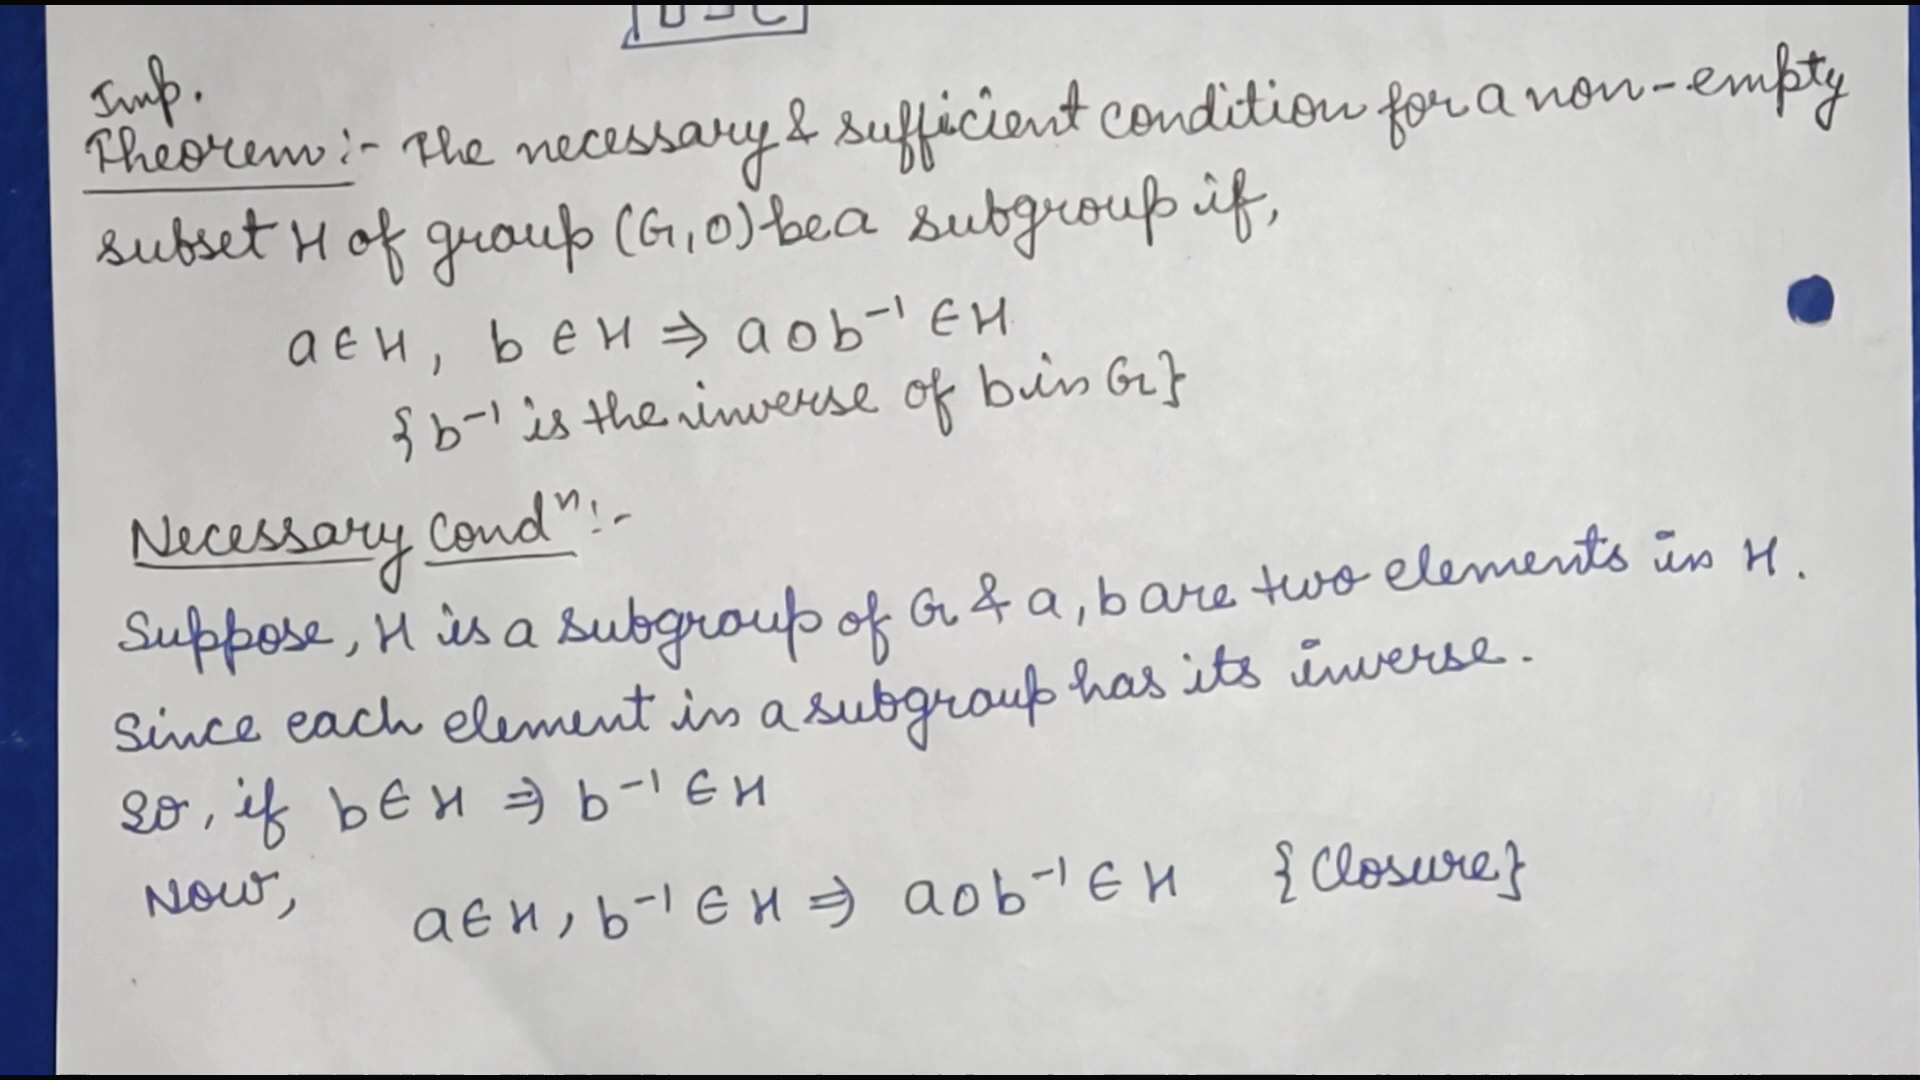 Imp.
Theorem:- The necessary & sufficient condition for a non-empty
subset H of group (G,o) be a subgroup if,
a∈H, b∈H ⇒ aob⁻¹ ∈H
{b⁻¹ is the inverse of b in G}
Necessary Condⁿ:-
Suppose, H is a subgroup of G & a, b are two elements in H.
Since each element in a subgroup has its inverse.
So, if b∈H ⇒ b⁻¹∈H
Now,
a∈H, b⁻¹∈H ⇒ aob⁻¹∈H {Closure}